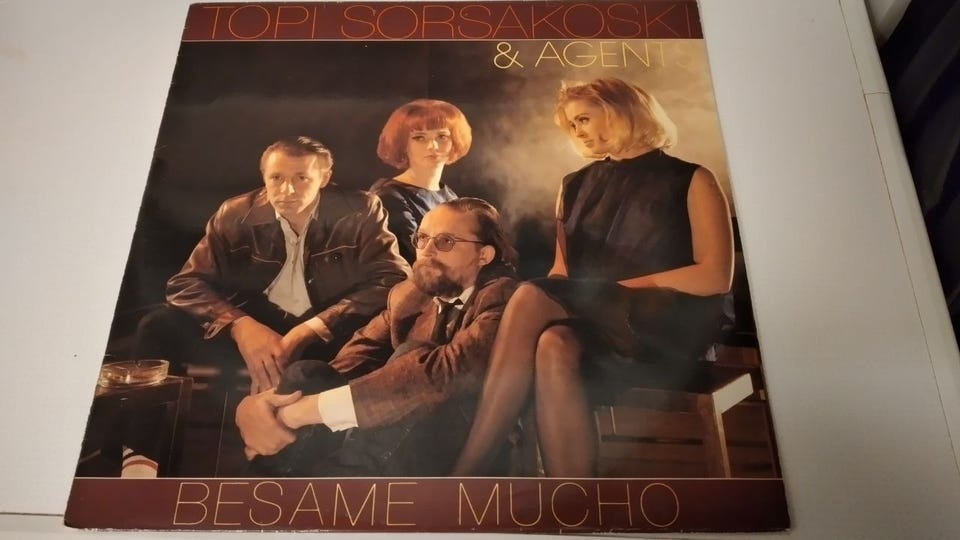 TOPI SORSAKOSKI
& AGENTS
BESAME MUCHO